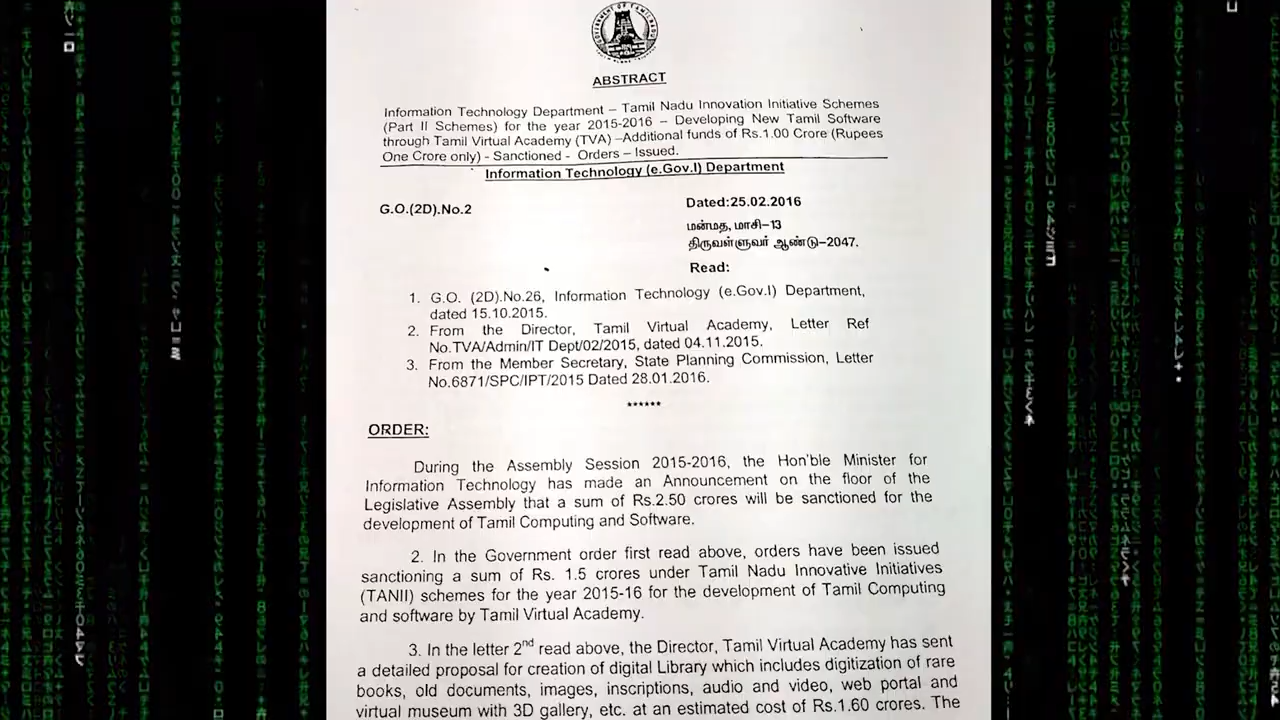 GOVERNMENT OF TAMILNADU
ABSTRACT
Information Technology Department – Tamil Nadu Innovation Initiative Schemes
(Part II Schemes) for the year 2015-2016 – Developing New Tamil Software
through Tamil Virtual Academy (TVA) –Additional funds of Rs.1.00 Crore (Rupees
One Crore only) - Sanctioned - Orders – Issued.
Information Technology (e.Gov.I) Department
G.O.(2D).No.2
Dated:25.02.2016
மன்மத, மாசி–13
திருவள்ளுவர் ஆண்டு–2047.
Read:
1. G.O. (2D).No.26, Information Technology (e.Gov.I) Department,
dated 15.10.2015.
2. From the Director, Tamil Virtual Academy, Letter Ref
No.TVA/Admin/IT Dept/02/2015, dated 04.11.2015.
3. From the Member Secretary, State Planning Commission, Letter
No.6871/SPC/IPT/2015 Dated 28.01.2016.
******
ORDER:
During the Assembly Session 2015-2016, the Hon'ble Minister for
Information Technology has made an Announcement on the floor of the
Legislative Assembly that a sum of Rs.2.50 crores will be sanctioned for the
development of Tamil Computing and Software.
2. In the Government order first read above, orders have been issued
sanctioning a sum of Rs. 1.5 crores under Tamil Nadu Innovative Initiatives
(TANII) schemes for the year 2015-16 for the development of Tamil Computing
and software by Tamil Virtual Academy.
3. In the letter 2nd read above, the Director, Tamil Virtual Academy has sent
a detailed proposal for creation of digital Library which includes digitization of rare
books, old documents, images, inscriptions, audio and video, web portal and
virtual museum with 3D gallery, etc. at an estimated cost of Rs.1.60 crores. The